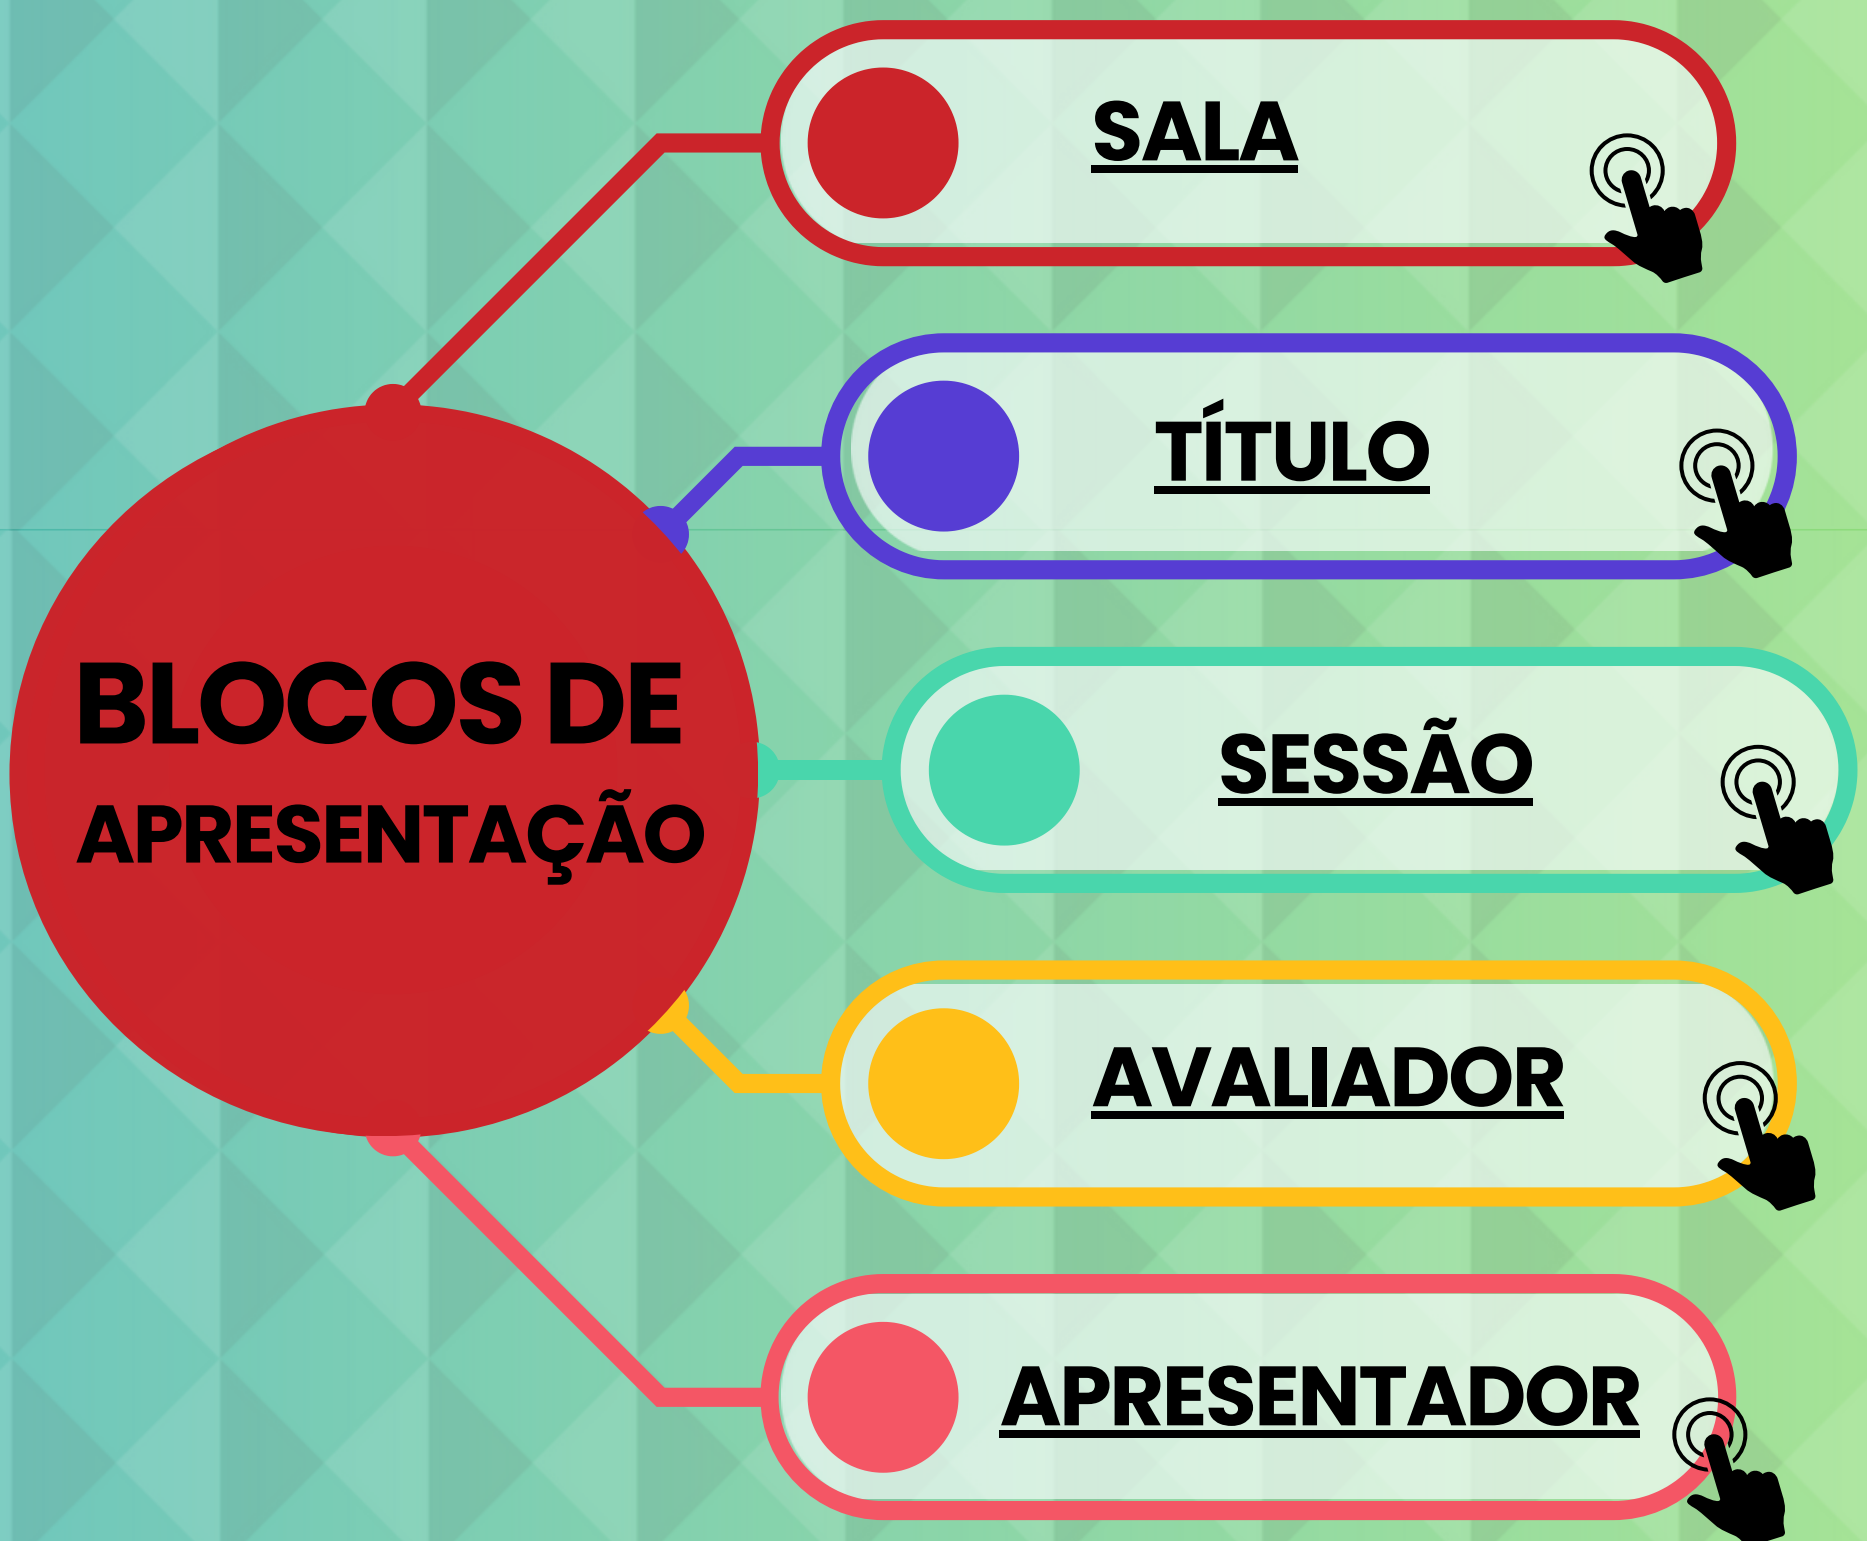 SALA
TÍTULO
BLOCOS DE
APRESENTAÇÃO
SESSÃO
AVALIADOR
APRESENTADOR